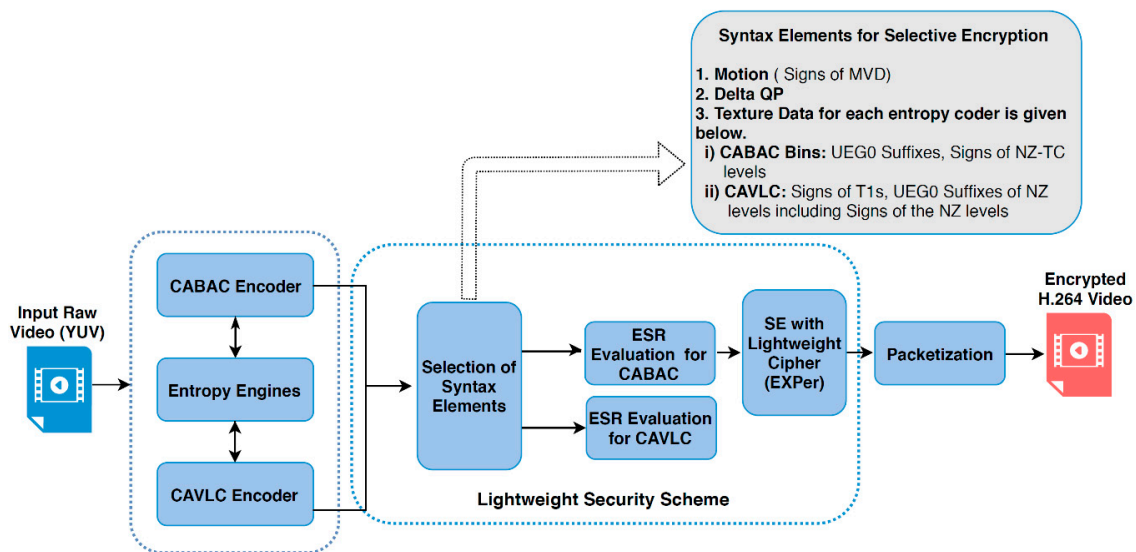 Syntax Elements for Selective Encryption
1. Motion ( Signs of MVD)
2. Delta QP
3. Texture Data for each entropy coder is given
below.
i) CABAC Bins: UEG0 Suffixes, Signs of NZ-TC
levels
ii) CAVLC: Signs of T1s, UEG0 Suffixes of NZ
levels including Signs of the NZ levels
Input Raw
Video (YUV)
CABAC Encoder
Entropy Engines
CAVLC Encoder
Selection of
Syntax
Elements
ESR
Evaluation for
CABAC
ESR Evaluation
for CAVLC
SE with
Lightweight
Cipher
(EXPer)
Lightweight Security Scheme
Packetization
Encrypted
H.264 Video